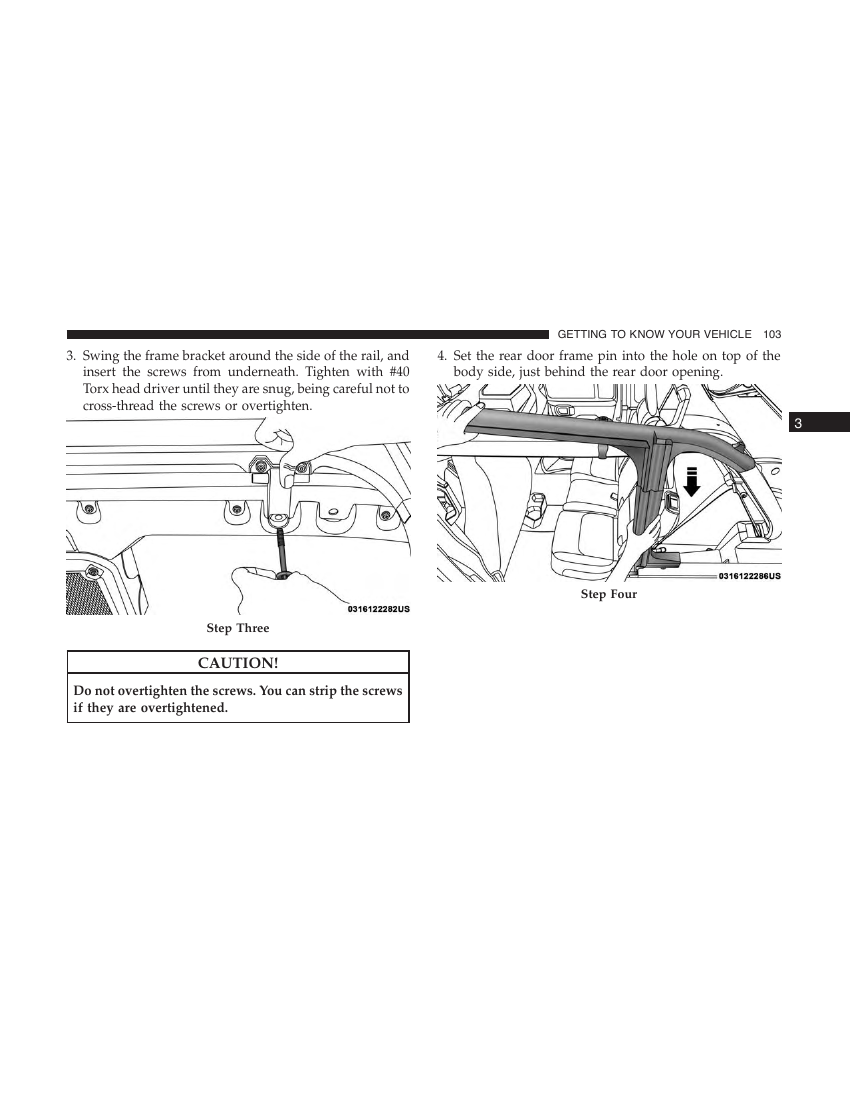 GETTING TO KNOW YOUR VEHICLE 103
3. Swing the frame bracket around the side of the rail, and
insert the screws from underneath. Tighten with #40
Torx head driver until they are snug, being careful not to
cross-thread the screws or overtighten.
0316122282US
Step Three
CAUTION!
Do not overtighten the screws. You can strip the screws
if they are overtightened.
4. Set the rear door frame pin into the hole on top of the
body side, just behind the rear door opening.
0316122286US
Step Four
3